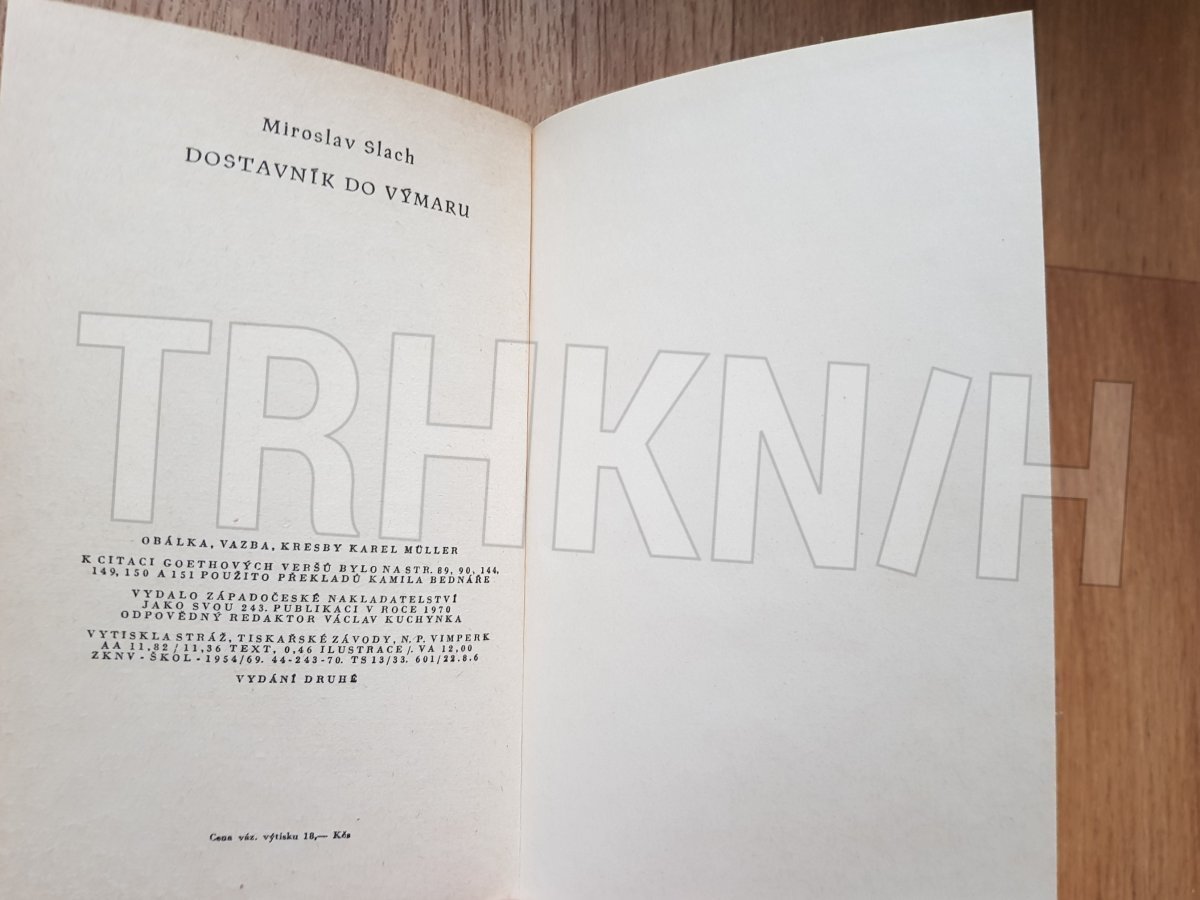 Miroslav Slach
DOSTAVNÍK DO VÝMARU
TRHKN/H
OBÁLKA, VAZBA, KRESBY KAREL MÜLLER
K CITACI GOETHOVÝCH VERŠŮ BYLO NA STR. 89, 90, 144,
149, 150 A 151 POUŽITO PŘEKLADŮ KAMILA BEDNÁŘE
VYDALO ZÁPADOČESKÉ NAKLADATELSTVÍ
JAKO SVOU 243. PUBLIKACI V ROCE 1970
ODPOVĚDNÝ REDAKTOR VÁCLAV KUCHYNKA
VYTISKLA STRÁŽ, TISKAŘSKÉ ZÁVODY, N. P. VIMPERK
AA 11,82 / 11,36 TEXT, 0,46 ILUSTRACE /. VA 12,00
ZKNV - ŠKOL - 1954/69. 44-243-70. TS 13/33. 601/22.8.6
VYDÁNÍ DRUHÉ
Cena váz. výtisku 18,— Kčs